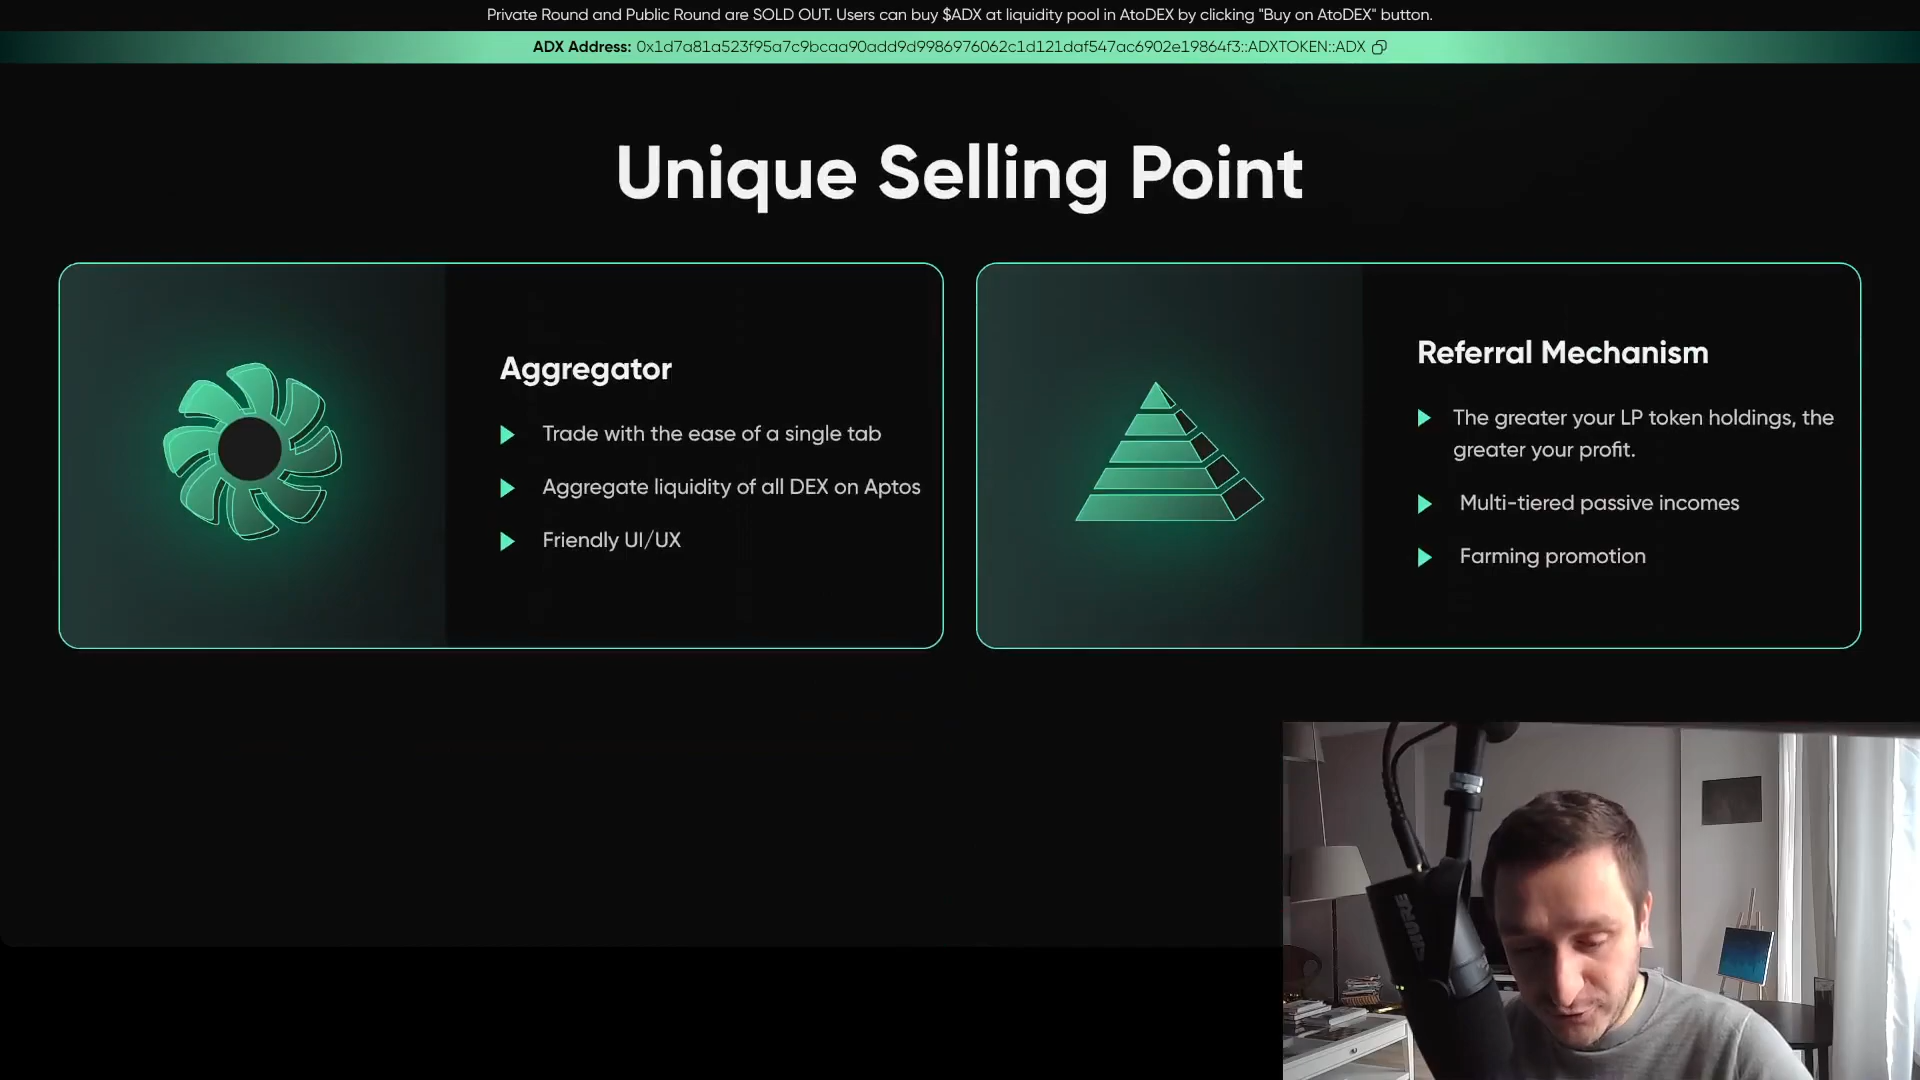 Private Round and Public Round are SOLD OUT. Users can buy $ADX at liquidity pool in AtoDEX by clicking "Buy on AtoDEX" button.
ADX Address: 0x1d7a81a523f95a7c9bcaa90add9d9986976062c1d121daf547ac6902e19864f3::ADXTOKEN::ADX
Unique Selling Point
Aggregator
Trade with the ease of a single tab
Aggregate liquidity of all DEX on Aptos
Friendly UI/UX
Referral Mechanism
The greater your LP token holdings, the
greater your profit.
Multi-tiered passive incomes
Farming promotion
SHURE